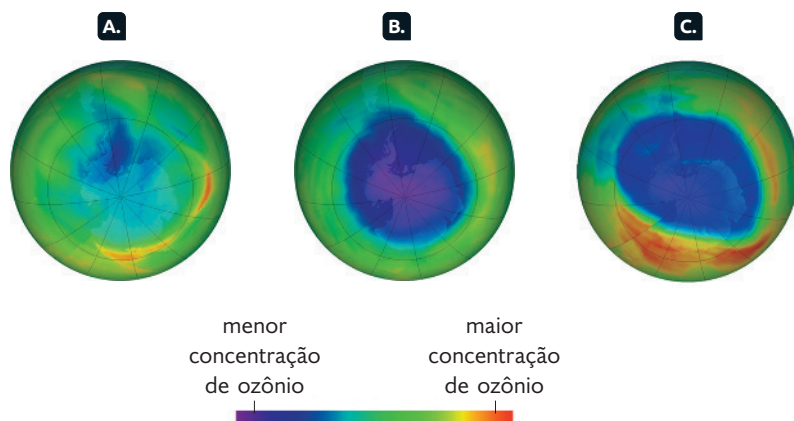 A.
B.
C.
menor
concentração
de ozônio
maior
concentração
de ozônio